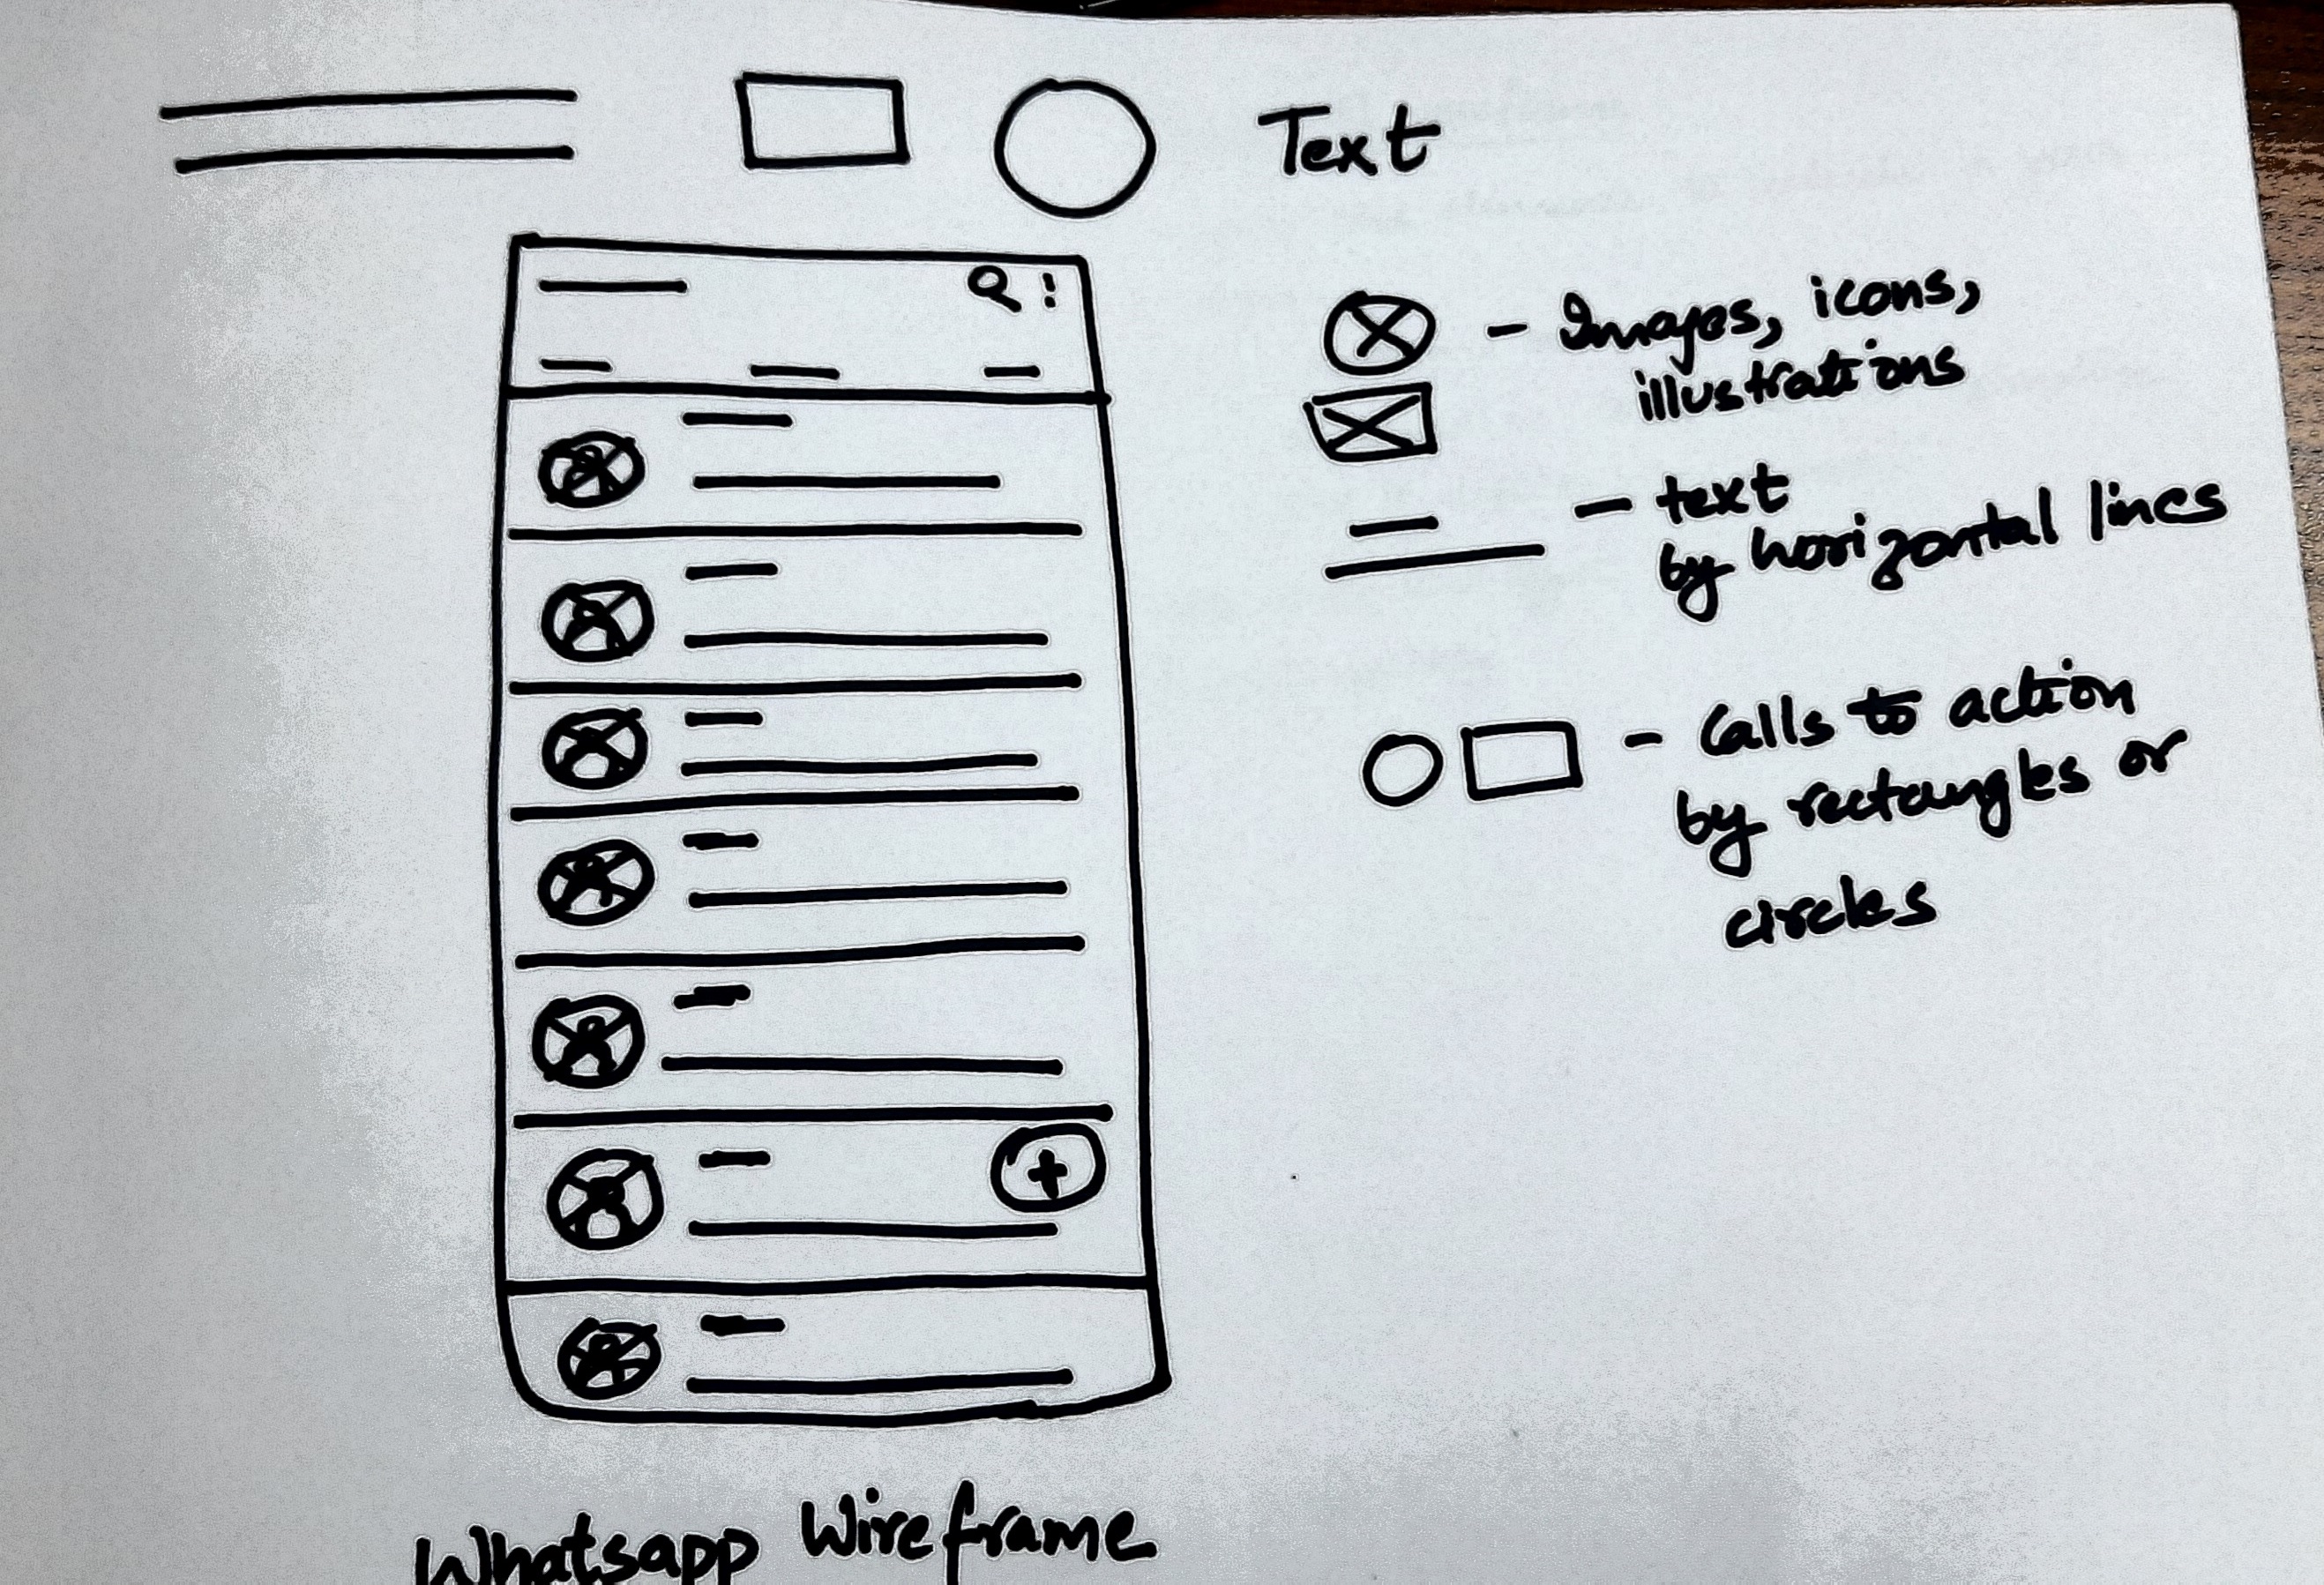 Text
- Images, icons,
illustrations
- text
by horizontal lines
- Calls to action
by rectangles or
circles
Whatsapp Wireframe